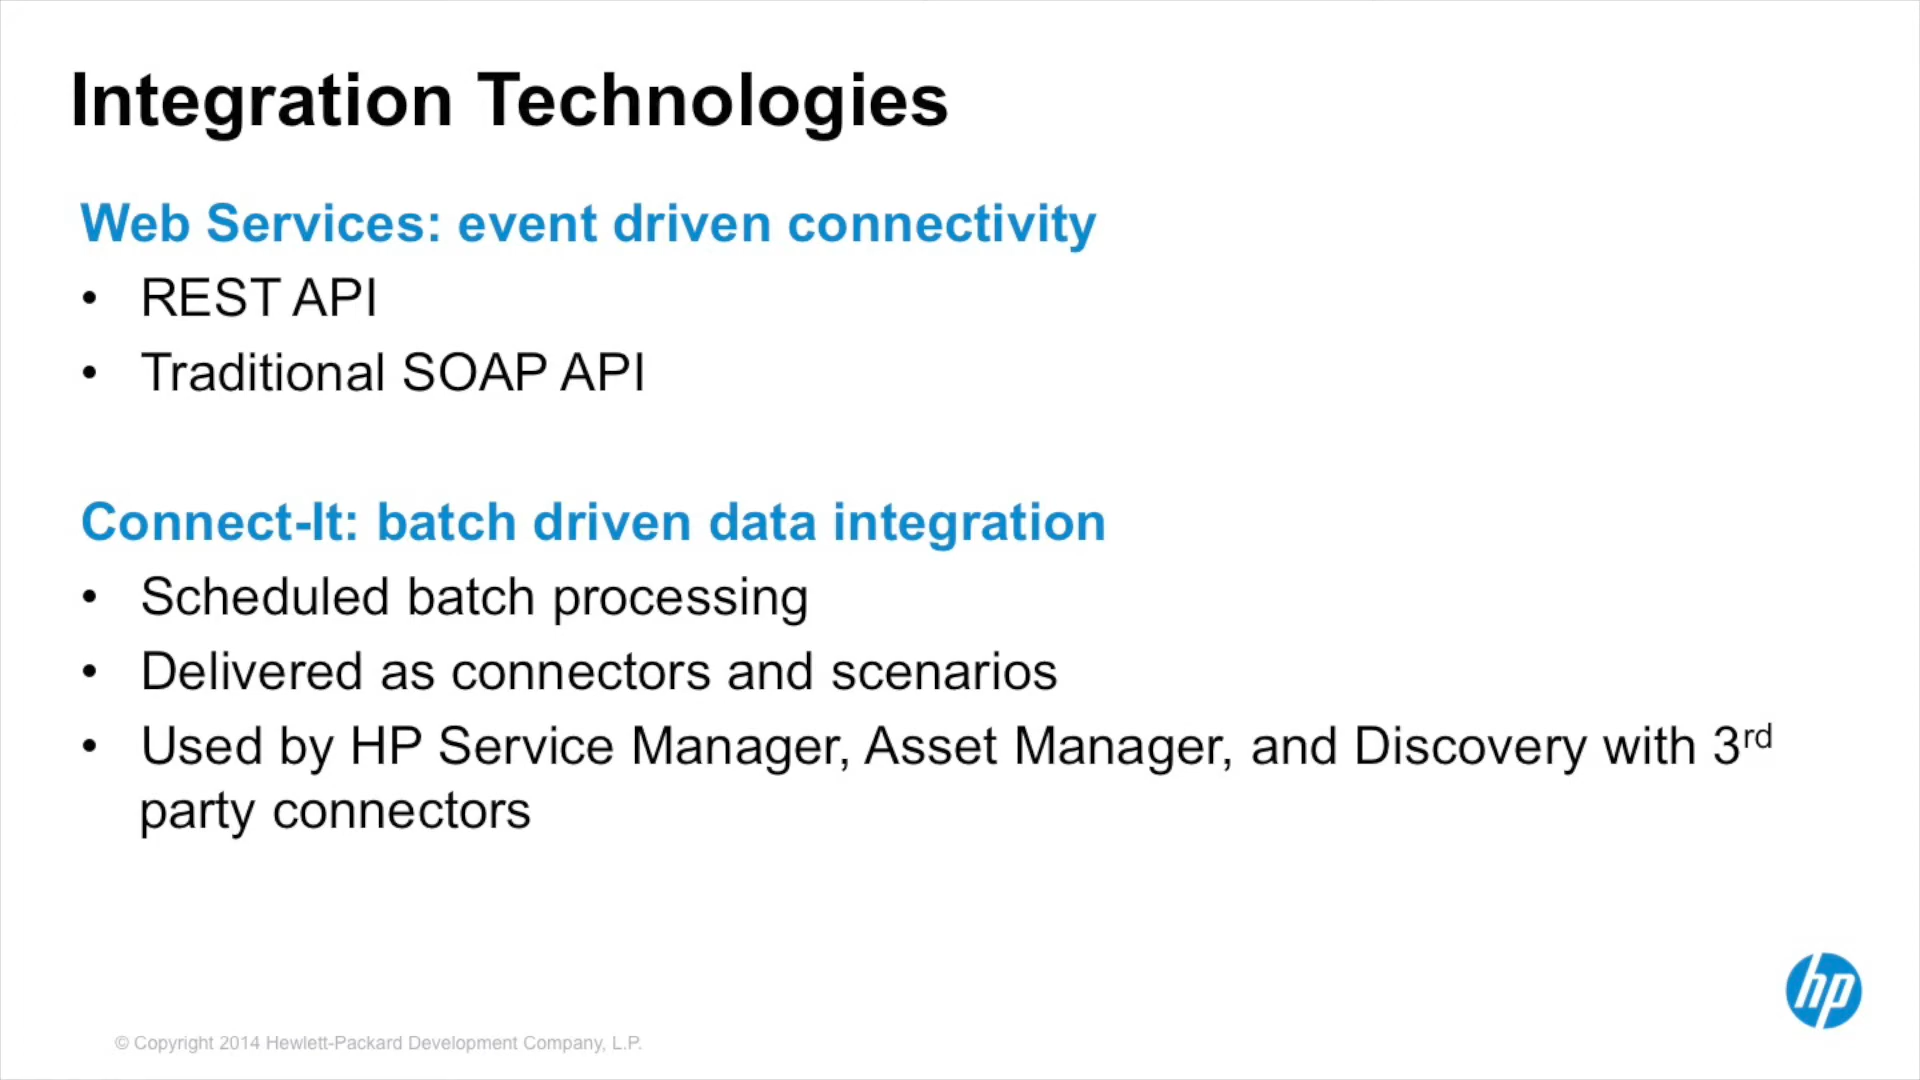 Integration Technologies
Web Services: event driven connectivity
• REST API
• Traditional SOAP API
Connect-It: batch driven data integration
• Scheduled batch processing
• Delivered as connectors and scenarios
• Used by HP Service Manager, Asset Manager, and Discovery with 3rd
party connectors
hp
© Copyright 2014 Hewlett-Packard Development Company, L.P.